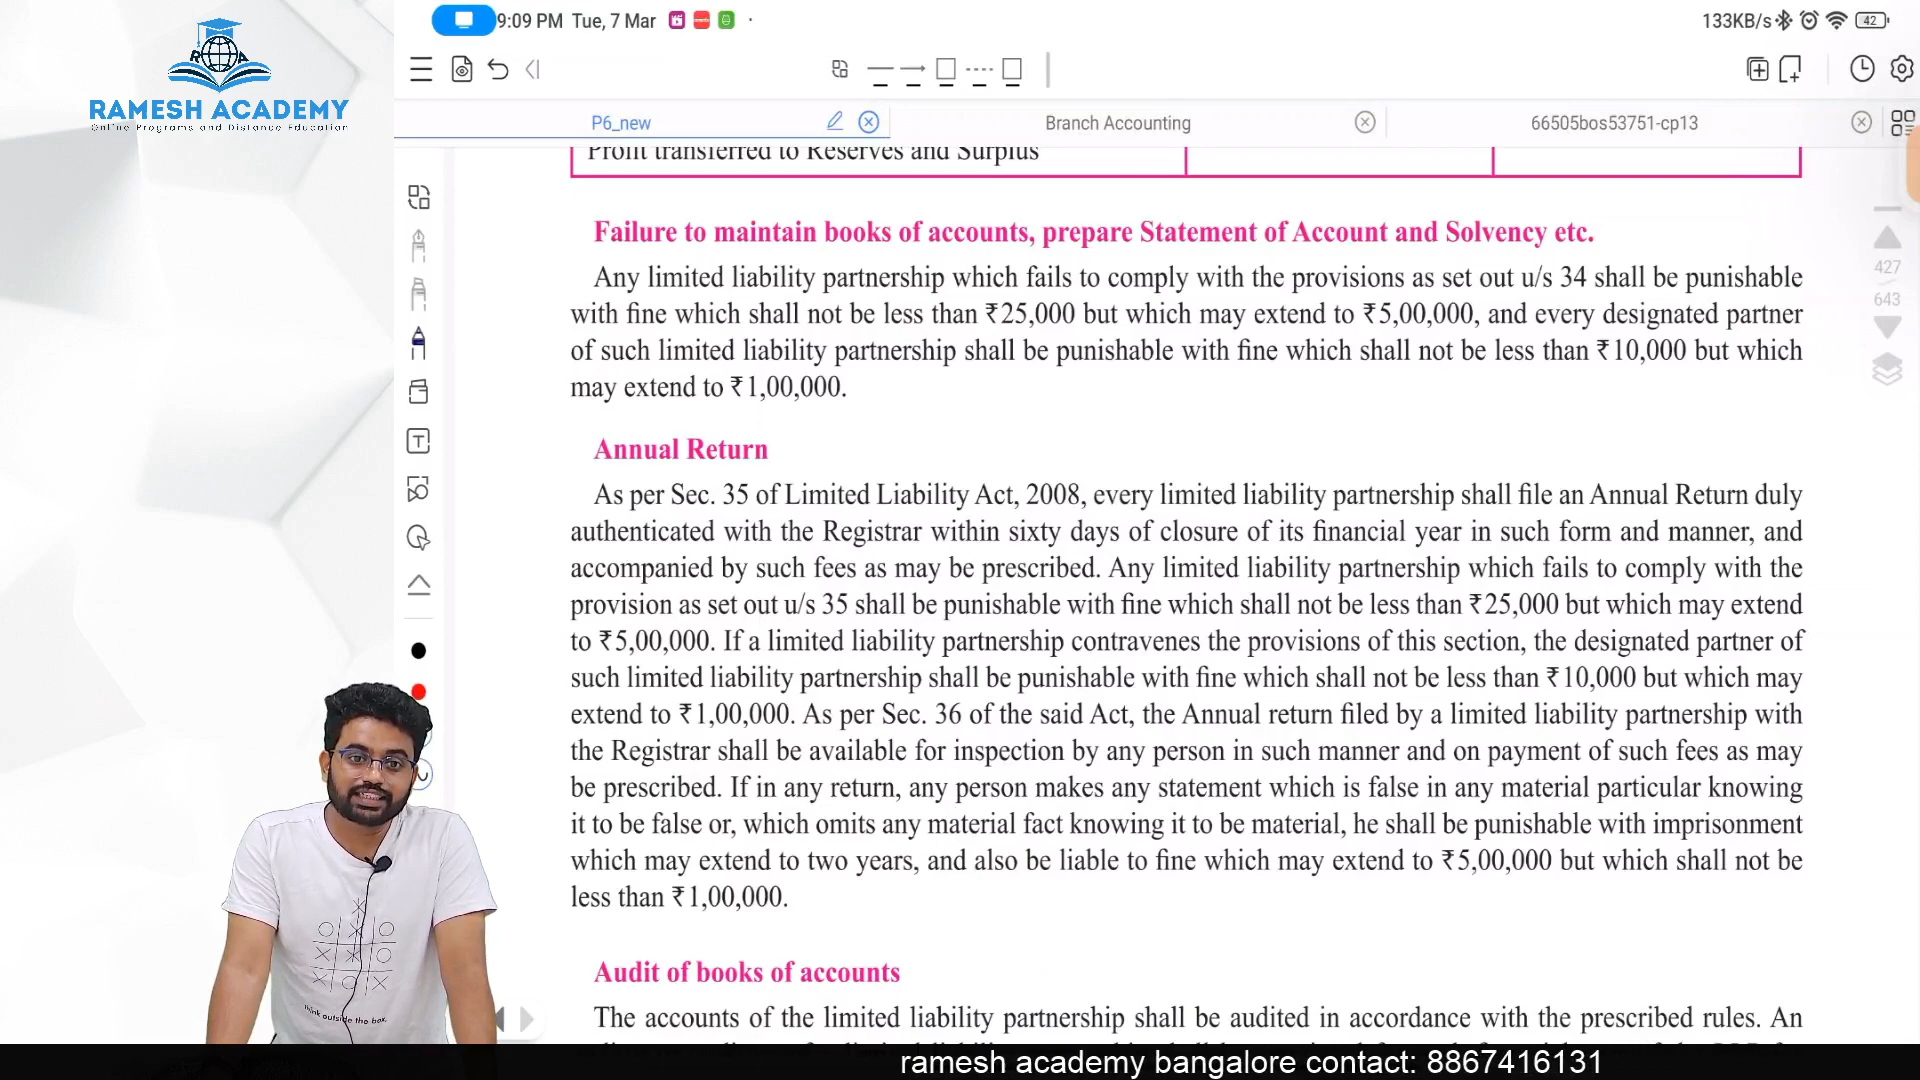 RAMESH ACADEMY
Online Programs and Distance Education
9:09 PM Tue, 7 Mar
133KB/s
42
P6_new
Branch Accounting
66505bos53751-cp13
Profit transferred to Reserves and Surplus
Failure to maintain books of accounts, prepare Statement of Account and Solvency etc.
Any limited liability partnership which fails to comply with the provisions as set out u/s 34 shall be punishable
with fine which shall not be less than ₹25,000 but which may extend to ₹5,00,000, and every designated partner
of such limited liability partnership shall be punishable with fine which shall not be less than ₹10,000 but which
may extend to ₹1,00,000.
427
643
Annual Return
As per Sec. 35 of Limited Liability Act, 2008, every limited liability partnership shall file an Annual Return duly
authenticated with the Registrar within sixty days of closure of its financial year in such form and manner, and
accompanied by such fees as may be prescribed. Any limited liability partnership which fails to comply with the
provision as set out u/s 35 shall be punishable with fine which shall not be less than ₹25,000 but which may extend
to ₹5,00,000. If a limited liability partnership contravenes the provisions of this section, the designated partner of
such limited liability partnership shall be punishable with fine which shall not be less than ₹10,000 but which may
extend to ₹1,00,000. As per Sec. 36 of the said Act, the Annual return filed by a limited liability partnership with
the Registrar shall be available for inspection by any person in such manner and on payment of such fees as may
be prescribed. If in any return, any person makes any statement which is false in any material particular knowing
it to be false or, which omits any material fact knowing it to be material, he shall be punishable with imprisonment
which may extend to two years, and also be liable to fine which may extend to ₹5,00,000 but which shall not be
less than ₹1,00,000.
Audit of books of accounts
The accounts of the limited liability partnership shall be audited in accordance with the prescribed rules. An
think outside the box.
ramesh academy bangalore contact: 8867416131